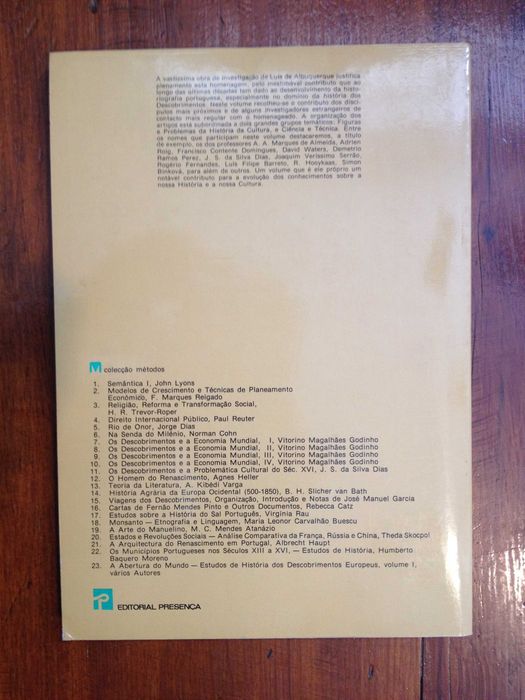 A vastíssima obra de investigação de Luís de Albuquerque justifica
plenamente esta homenagem, pelo inestimável contributo que ao
longo das últimas décadas tem dado ao desenvolvimento da histo-
riografia portuguesa, especialmente no domínio da história dos
Descobrimentos. Neste volume recolheu-se o contributo dos discí-
pulos mais próximos e de alguns investigadores estrangeiros de
contacto mais regular com o homenageado. A organização dos
artigos está subordinada a dois grandes grupos temáticos: Figuras
e Problemas da História da Cultura, e Ciência e Técnica. Entre
os nomes que participam neste volume destacaremos, a título
de exemplo, os dos professores A. A. Marques de Almeida, Adrien
Roig, Francisco Contente Domingues, David Waters, Demetrio
Ramos Perez, J. S. da Silva Dias, Joaquim Veríssimo Serrão,
Rogério Fernandes, Luís Filipe Barreto, R. Hooykaas, Simon
Binková, para além de outros. Um volume que é ele próprio um
notável contributo para a evolução dos conhecimentos sobre a
nossa História e a nossa Cultura.
M colecção métodos
1. Semântica I, John Lyons
2. Modelos de Crescimento e Técnicas de Planeamento
Económico, F. Marques Reigado
3. Religião, Reforma e Transformação Social,
H. R. Trevor-Roper
4. Direito Internacional Público, Paul Reuter
5. Rio de Onor, Jorge Dias
6. Na Senda do Milénio, Norman Cohn
7. Os Descobrimentos e a Economia Mundial, I, Vitorino Magalhães Godinho
8. Os Descobrimentos e a Economia Mundial, II, Vitorino Magalhães Godinho
9. Os Descobrimentos e a Economia Mundial, III, Vitorino Magalhães Godinho
10. Os Descobrimentos e a Economia Mundial, IV, Vitorino Magalhães Godinho
11. Os Descobrimentos e a Problemática Cultural do Séc. XVI, J. S. da Silva Dias
12. O Homem do Renascimento, Agnes Heller
13. Teoria da Literatura, A. Kibédi Varga
14. História Agrária da Europa Ocidental (500-1850), B. H. Slicher van Bath
15. Viagens dos Descobrimentos, Organização, Introdução e Notas de José Manuel Garcia
16. Cartas de Fernão Mendes Pinto e Outros Documentos, Rebecca Catz
17. Estudos sobre a História do Sal Português, Virgínia Rau
18. Monsanto — Etnografia e Linguagem, Maria Leonor Carvalhão Buescu
19. A Arte do Manuelino, M. C. Mendes Atanázio
20. Estados e Revoluções Sociais — Análise Comparativa da França, Rússia e China, Theda Skocpol
21. A Arquitectura do Renascimento em Portugal, Albrecht Haupt
22. Os Municípios Portugueses nos Séculos XIII a XVI, — Estudos de História, Humberto
Baquero Moreno
23. A Abertura do Mundo — Estudos de História dos Descobrimentos Europeus, volume I,
vários Autores
EDITORIAL PRESENÇA